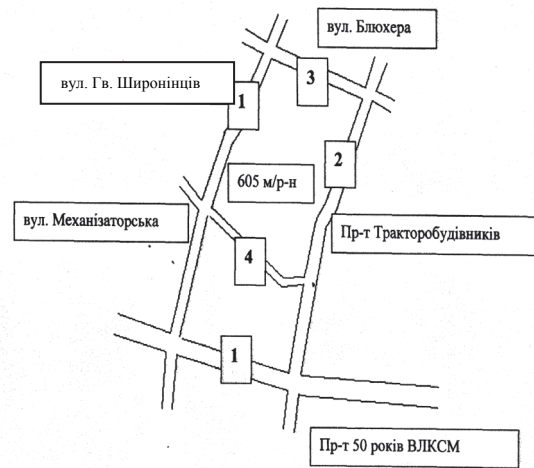 вул. Блюхера
3
вул. Гв. Широнінців
1
2
605 м/р-н
вул. Механізаторська
Пр-т Тракторобудівників
4
1
Пр-т 50 років ВЛКСМ